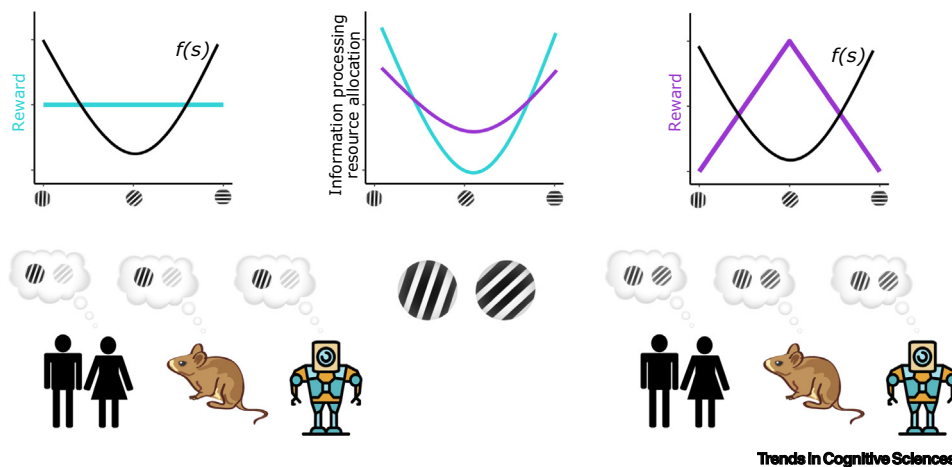 Reward
f(s)
Information processing
resource allocation
Reward
f(s)
Trends in Cognitive Sciences